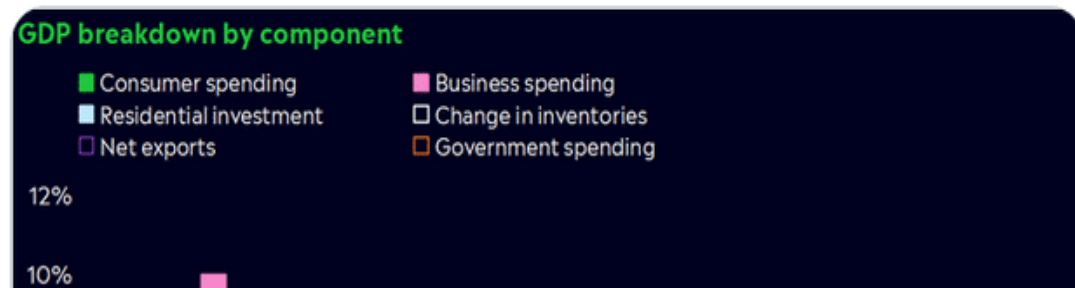 GDP breakdown by component
Consumer spending Business spending
Residential investment Change in inventories
Net exports Government spending
12%
10%